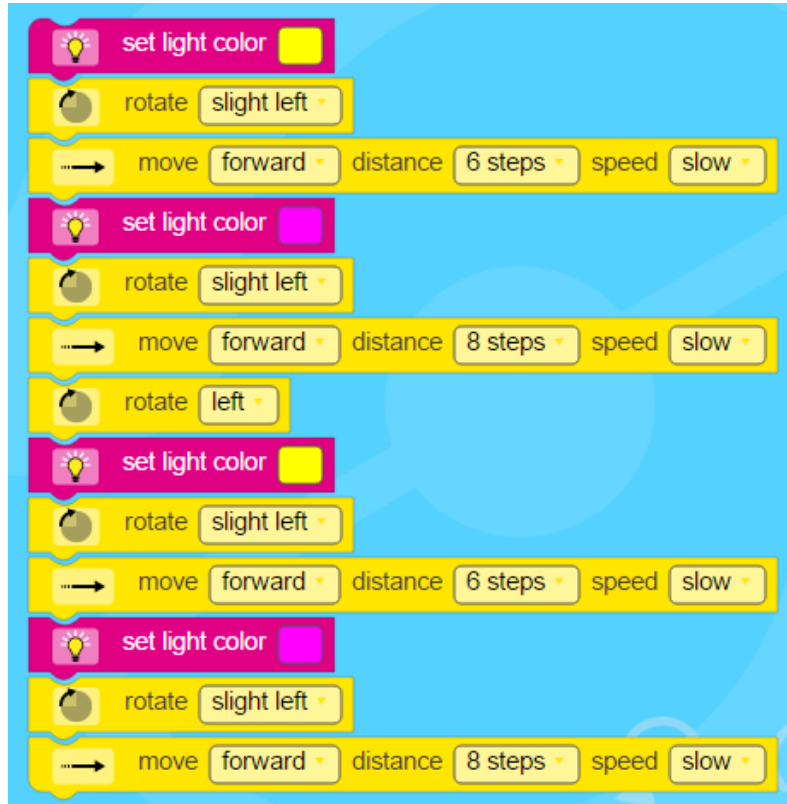 set light color
rotate slight left
move forward distance 6 steps speed slow
set light color
rotate slight left
move forward distance 8 steps speed slow
rotate left
set light color
rotate slight left
move forward distance 6 steps speed slow
set light color
rotate slight left
move forward distance 8 steps speed slow